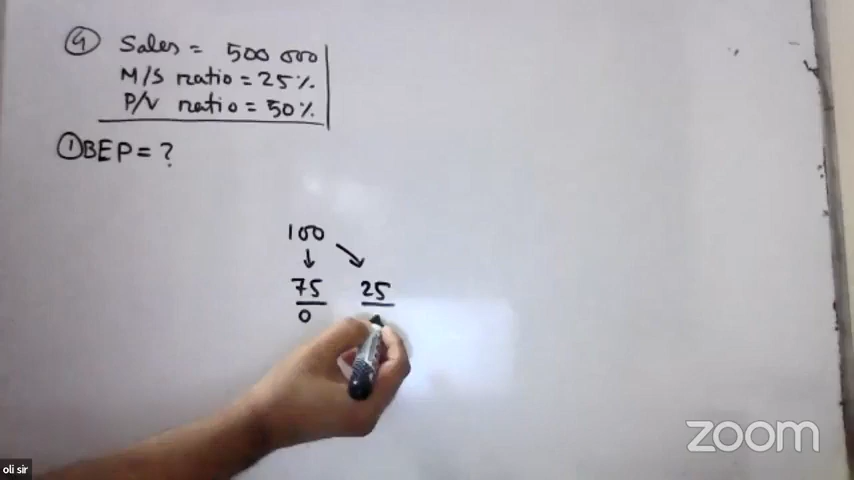 ④ Sales = 500 000
M/S ratio = 25%
P/V ratio = 50%
① BEP = ?
100
75 25
0
zoom
oli sir